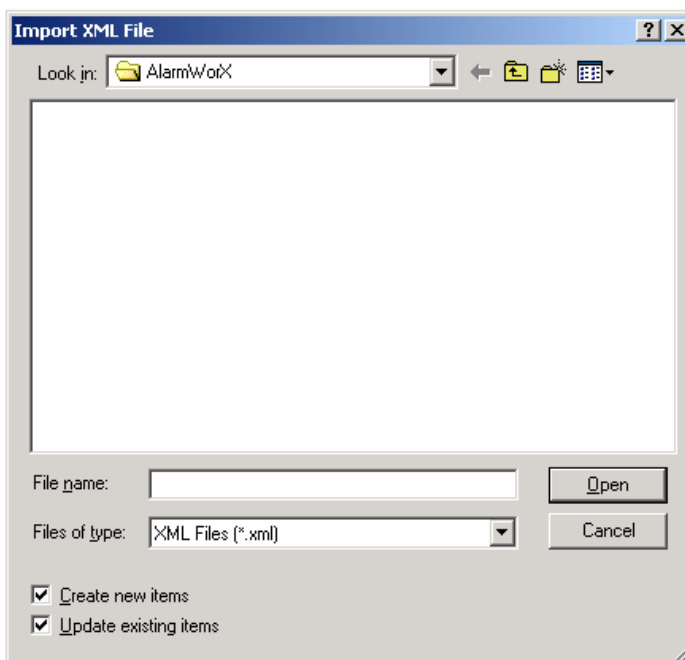 Import XML File
Look in: AlarmWorX
File name:
Open
Files of type: XML Files (*.xml)
Cancel
Create new items
Update existing items